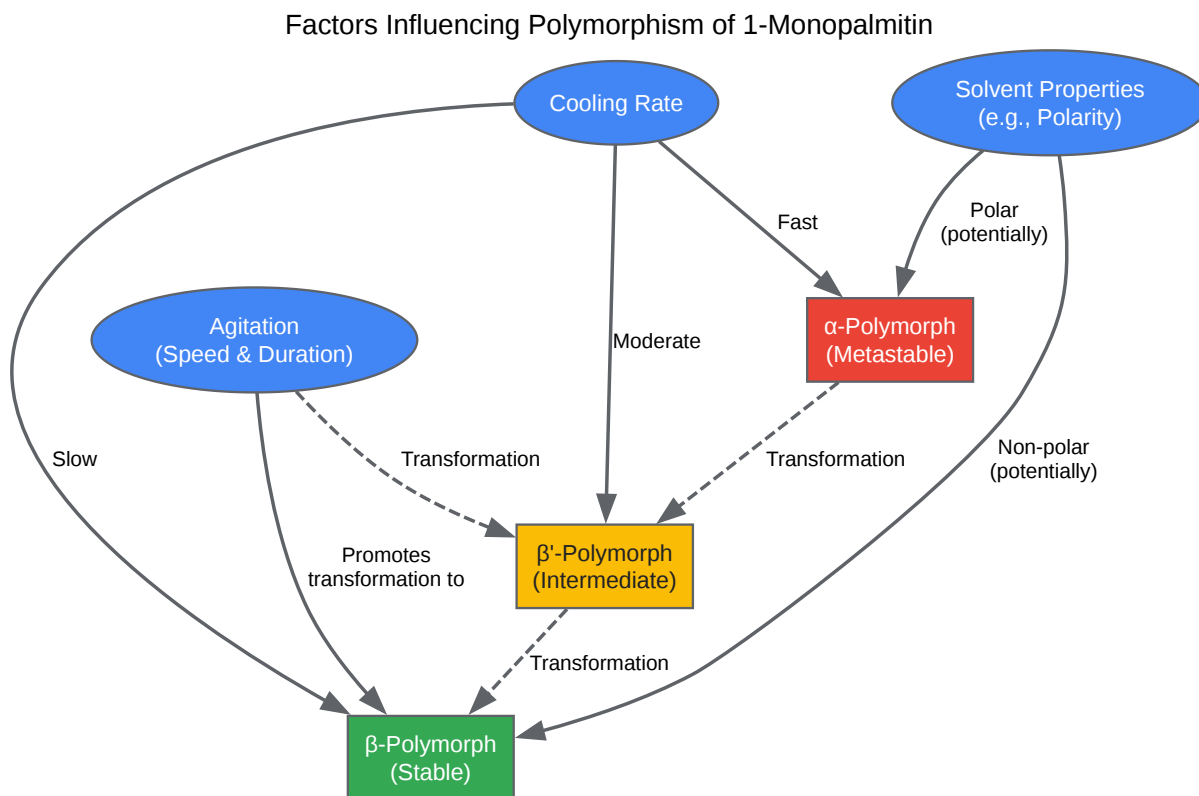 Factors Influencing Polymorphism of 1-Monopalmitin
Cooling Rate
Solvent Properties
(e.g., Polarity)
Polar
(potentially)
Fast
Agitation
(Speed & Duration)
α-Polymorph
(Metastable)
Moderate
Slow
Transformation
Transformation
Non-polar
(potentially)
Promotes
transformation to
β'-Polymorph
(Intermediate)
Transformation
β-Polymorph
(Stable)